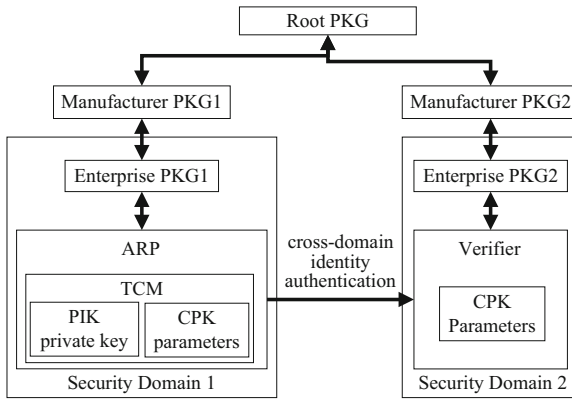 Root PKG
Manufacturer PKG1
Manufacturer PKG2
Enterprise PKG1
Enterprise PKG2
ARP
TCM
PIK
private key
CPK
parameters
Security Domain 1
cross-domain
identity
authentication
Verifier
CPK
Parameters
Security Domain 2